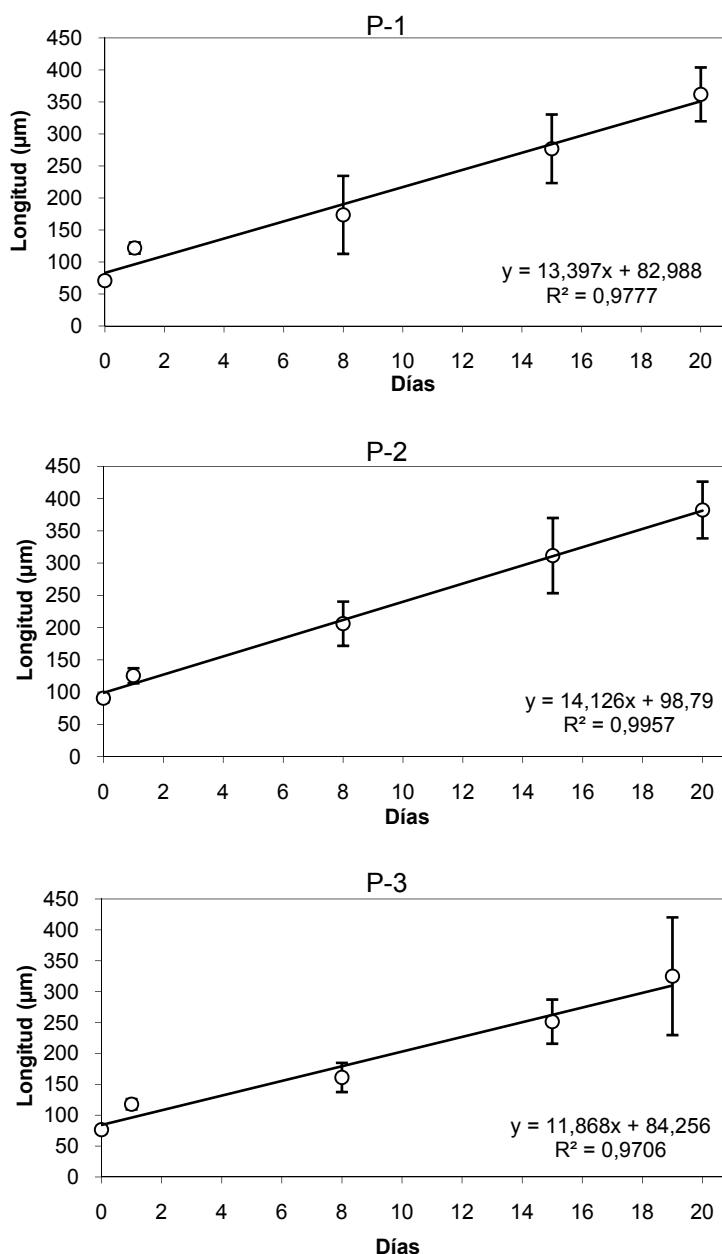 P-1
450
400
350
300
250
200
150
100
50
0
Longitud (µm)
y = 13,397x + 82,988
R² = 0,9777
0 2 4 6 8 10 12 14 16 18 20
Días
P-2
450
400
350
300
250
200
150
100
50
0
Longitud (µm)
y = 14,126x + 98,79
R² = 0,9957
0 2 4 6 8 10 12 14 16 18 20
Días
P-3
450
400
350
300
250
200
150
100
50
0
Longitud (µm)
y = 11,868x + 84,256
R² = 0,9706
0 2 4 6 8 10 12 14 16 18 20
Días